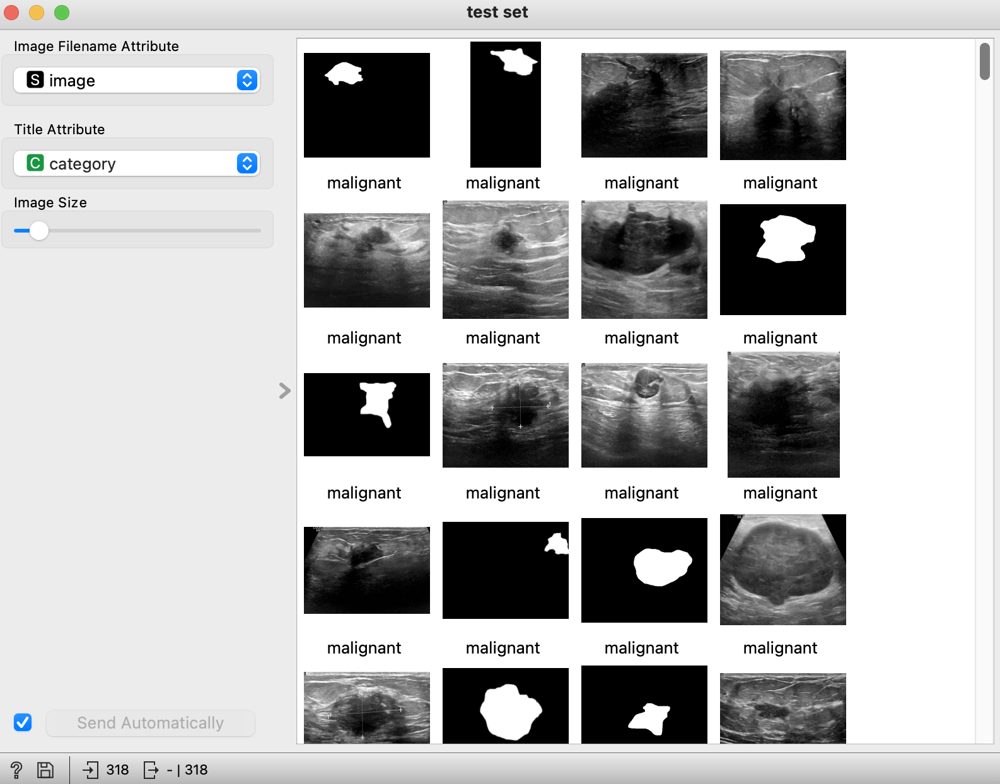 test set
Image Filename Attribute
S image
Title Attribute
C category
Image Size
Send Automatically
malignant malignant malignant malignant
malignant malignant malignant malignant
malignant malignant malignant malignant
malignant malignant malignant malignant
? 318 - | 318